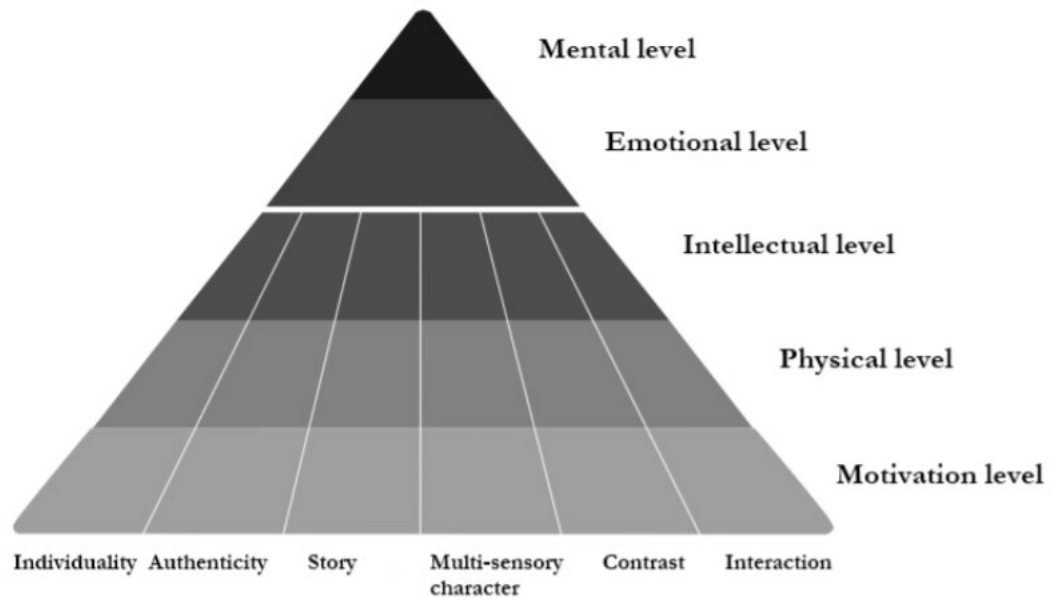 Mental level
Emotional level
Intellectual level
Physical level
Motivation level
Individuality Authenticity Story Multi-sensory Contrast Interaction
character